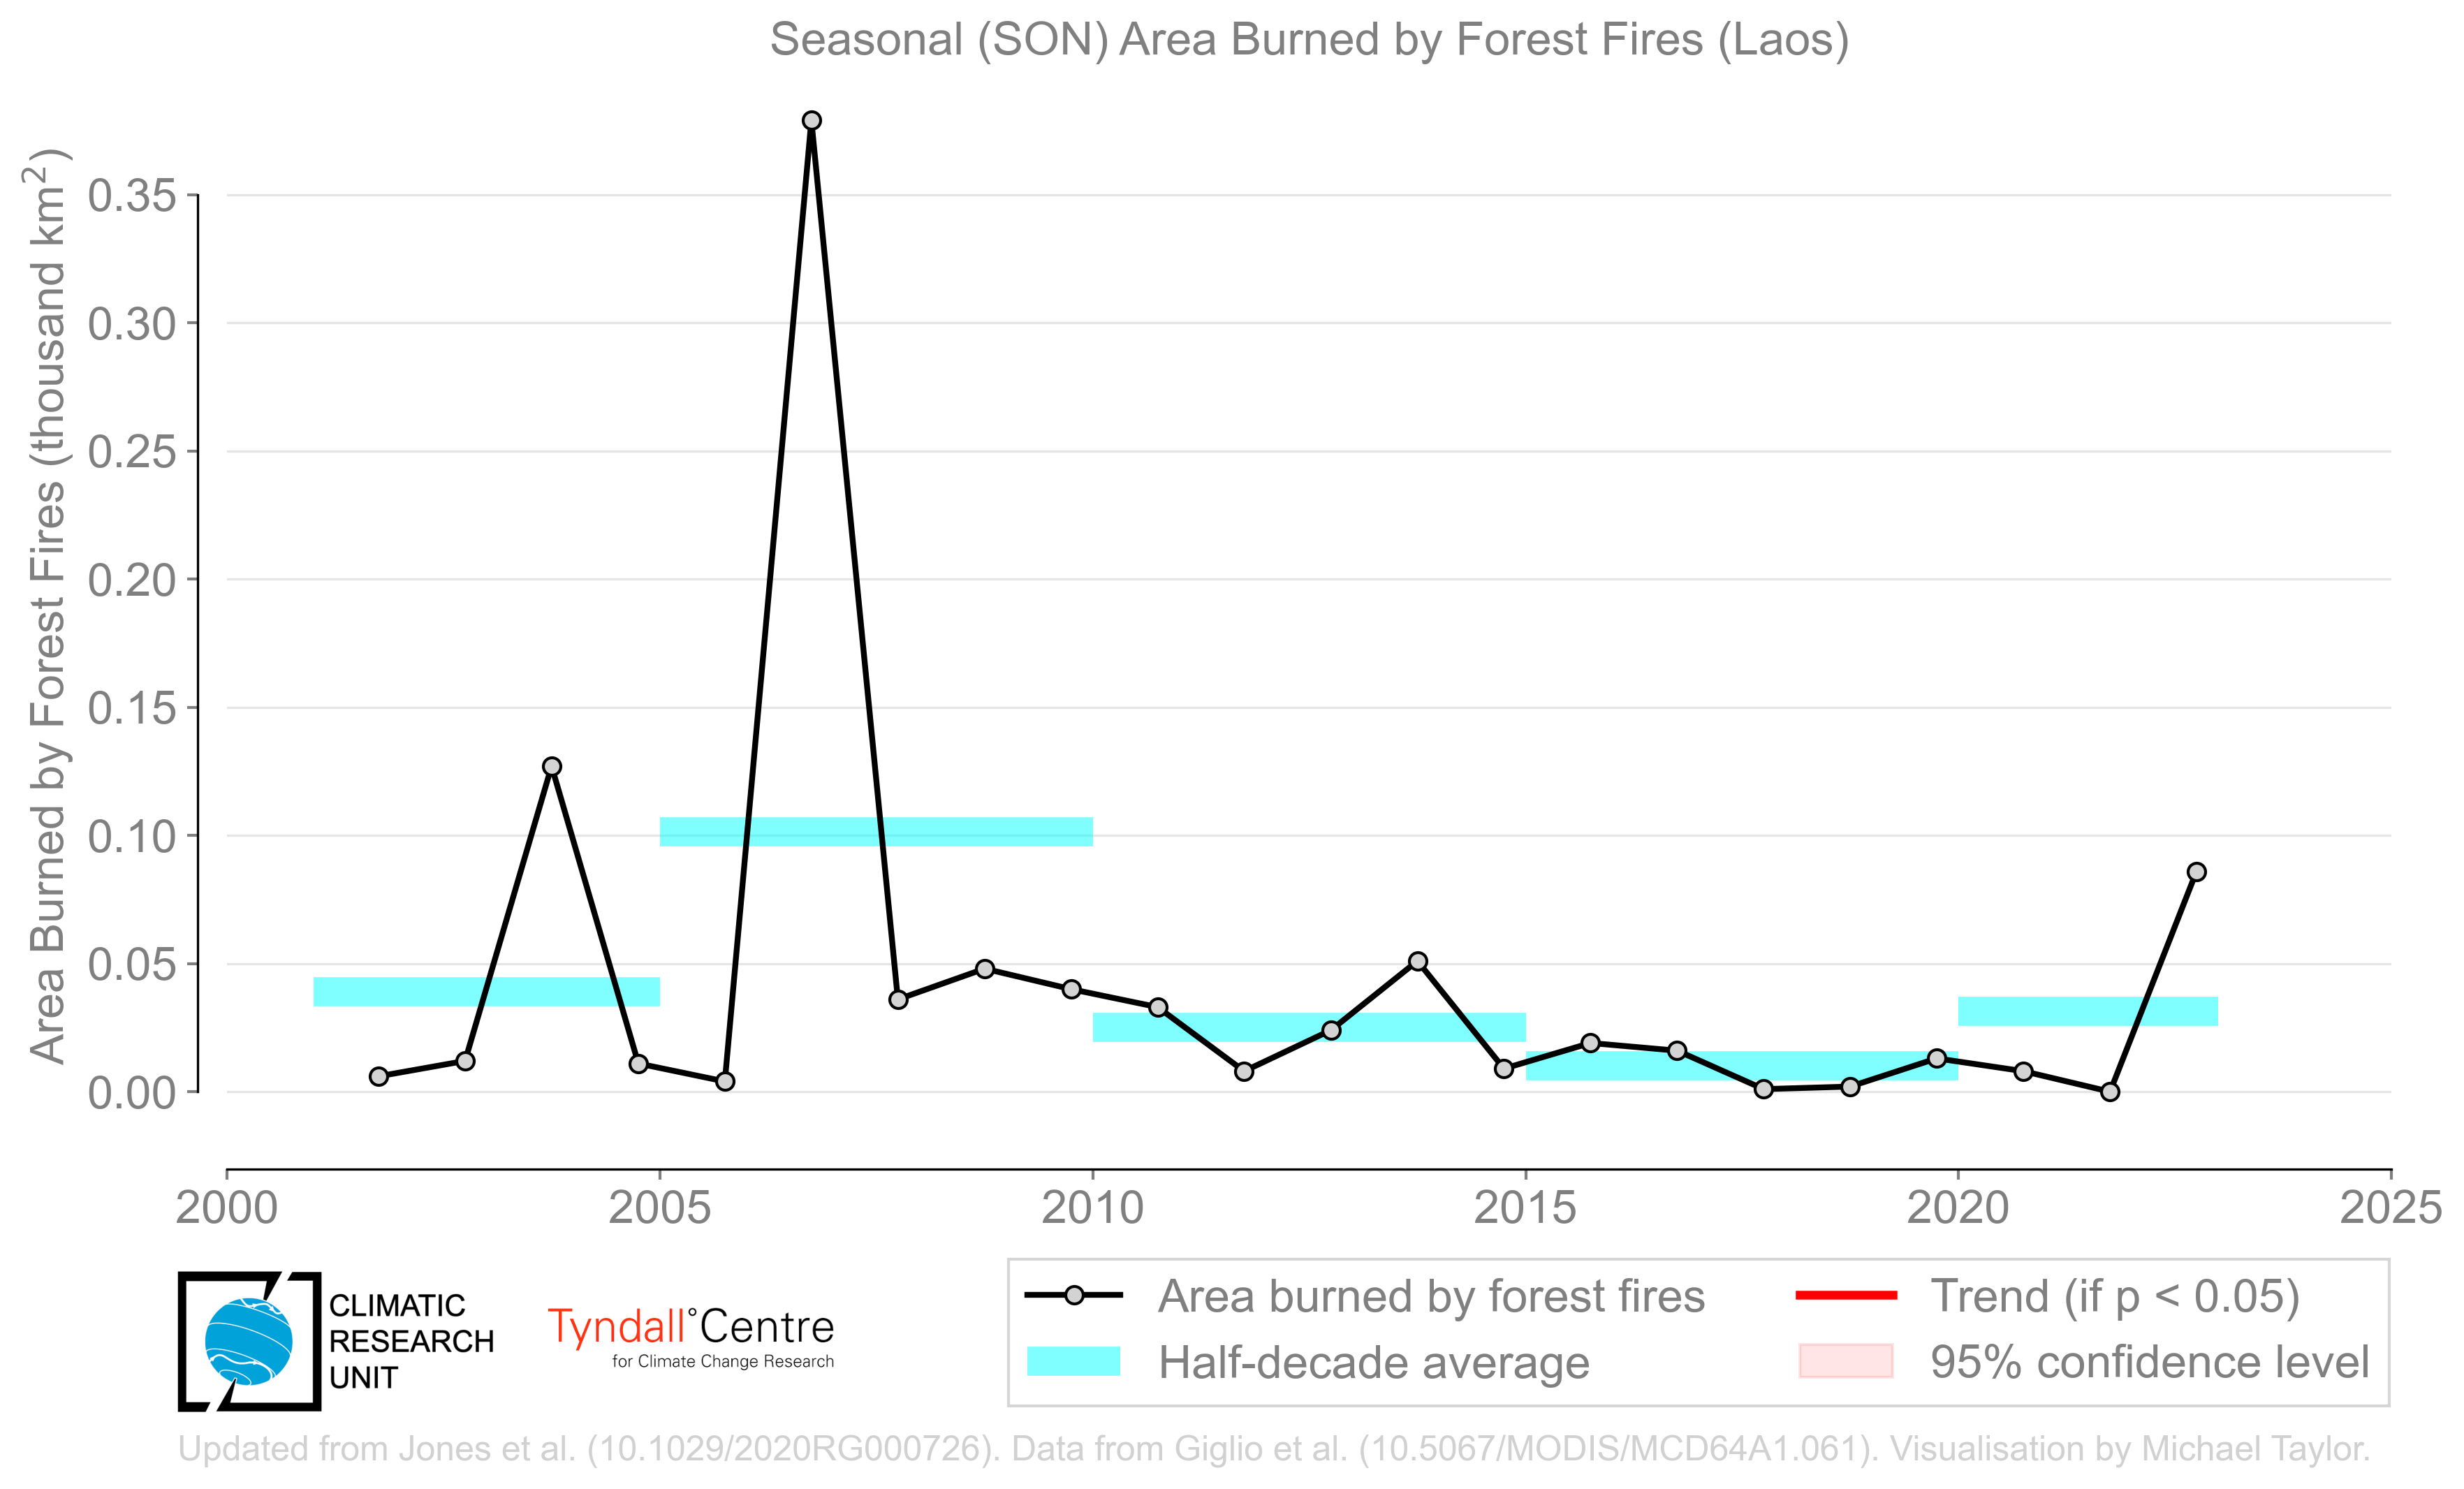 Seasonal (SON) Area Burned by Forest Fires (Laos)
Area Burned by Forest Fires (thousand km²)
0.35
0.30
0.25
0.20
0.15
0.10
0.05
0.00
2000
2005
2010
2015
2020
2025
CLIMATIC
RESEARCH
UNIT
Tyndall°Centre
for Climate Change Research
Area burned by forest fires
Half-decade average
Trend (if p < 0.05)
95% confidence level
Updated from Jones et al. (10.1029/2020RG000726). Data from Giglio et al. (10.5067/MODIS/MCD64A1.061). Visualisation by Michael Taylor.